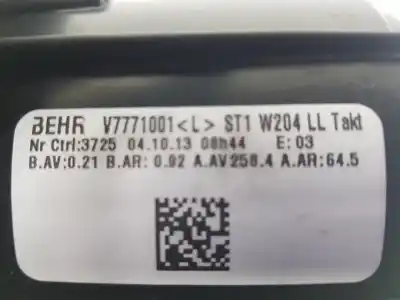 BEHR V7771001<L> ST1 W204 LL Takt
Nr Ctrl:3725 04.10.13 08h44 E:03
B.AV:0.21 B.AR: 0.92 A.AV258.4 A.AR:64.5